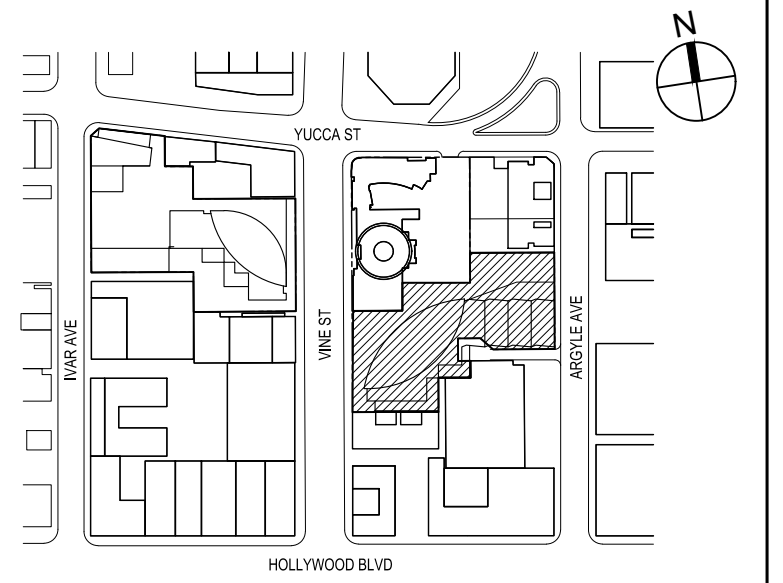 N
YUCCA ST
IVAR AVE
VINE ST
ARGYLE AVE
HOLLYWOOD BLVD